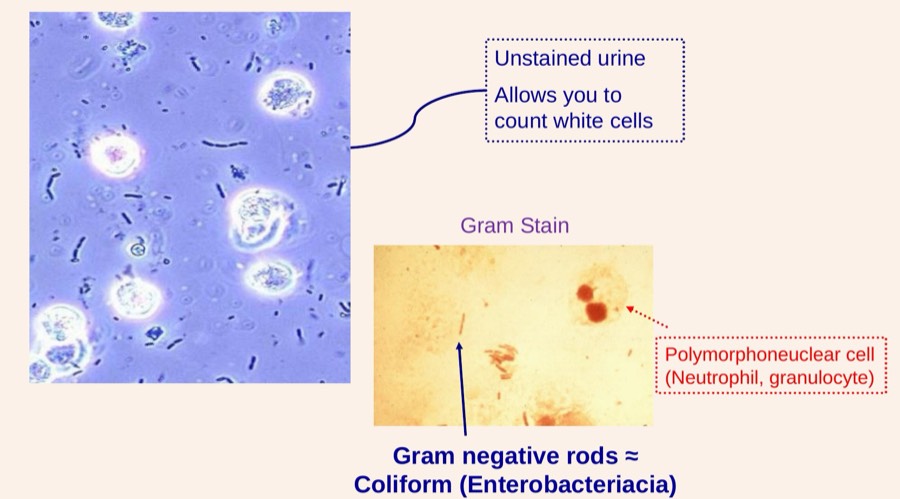 Unstained urine
Allows you to
count white cells
Gram Stain
Polymorphoneuclear cell
(Neutrophil, granulocyte)
Gram negative rods ≈
Coliform (Enterobacteriacia)